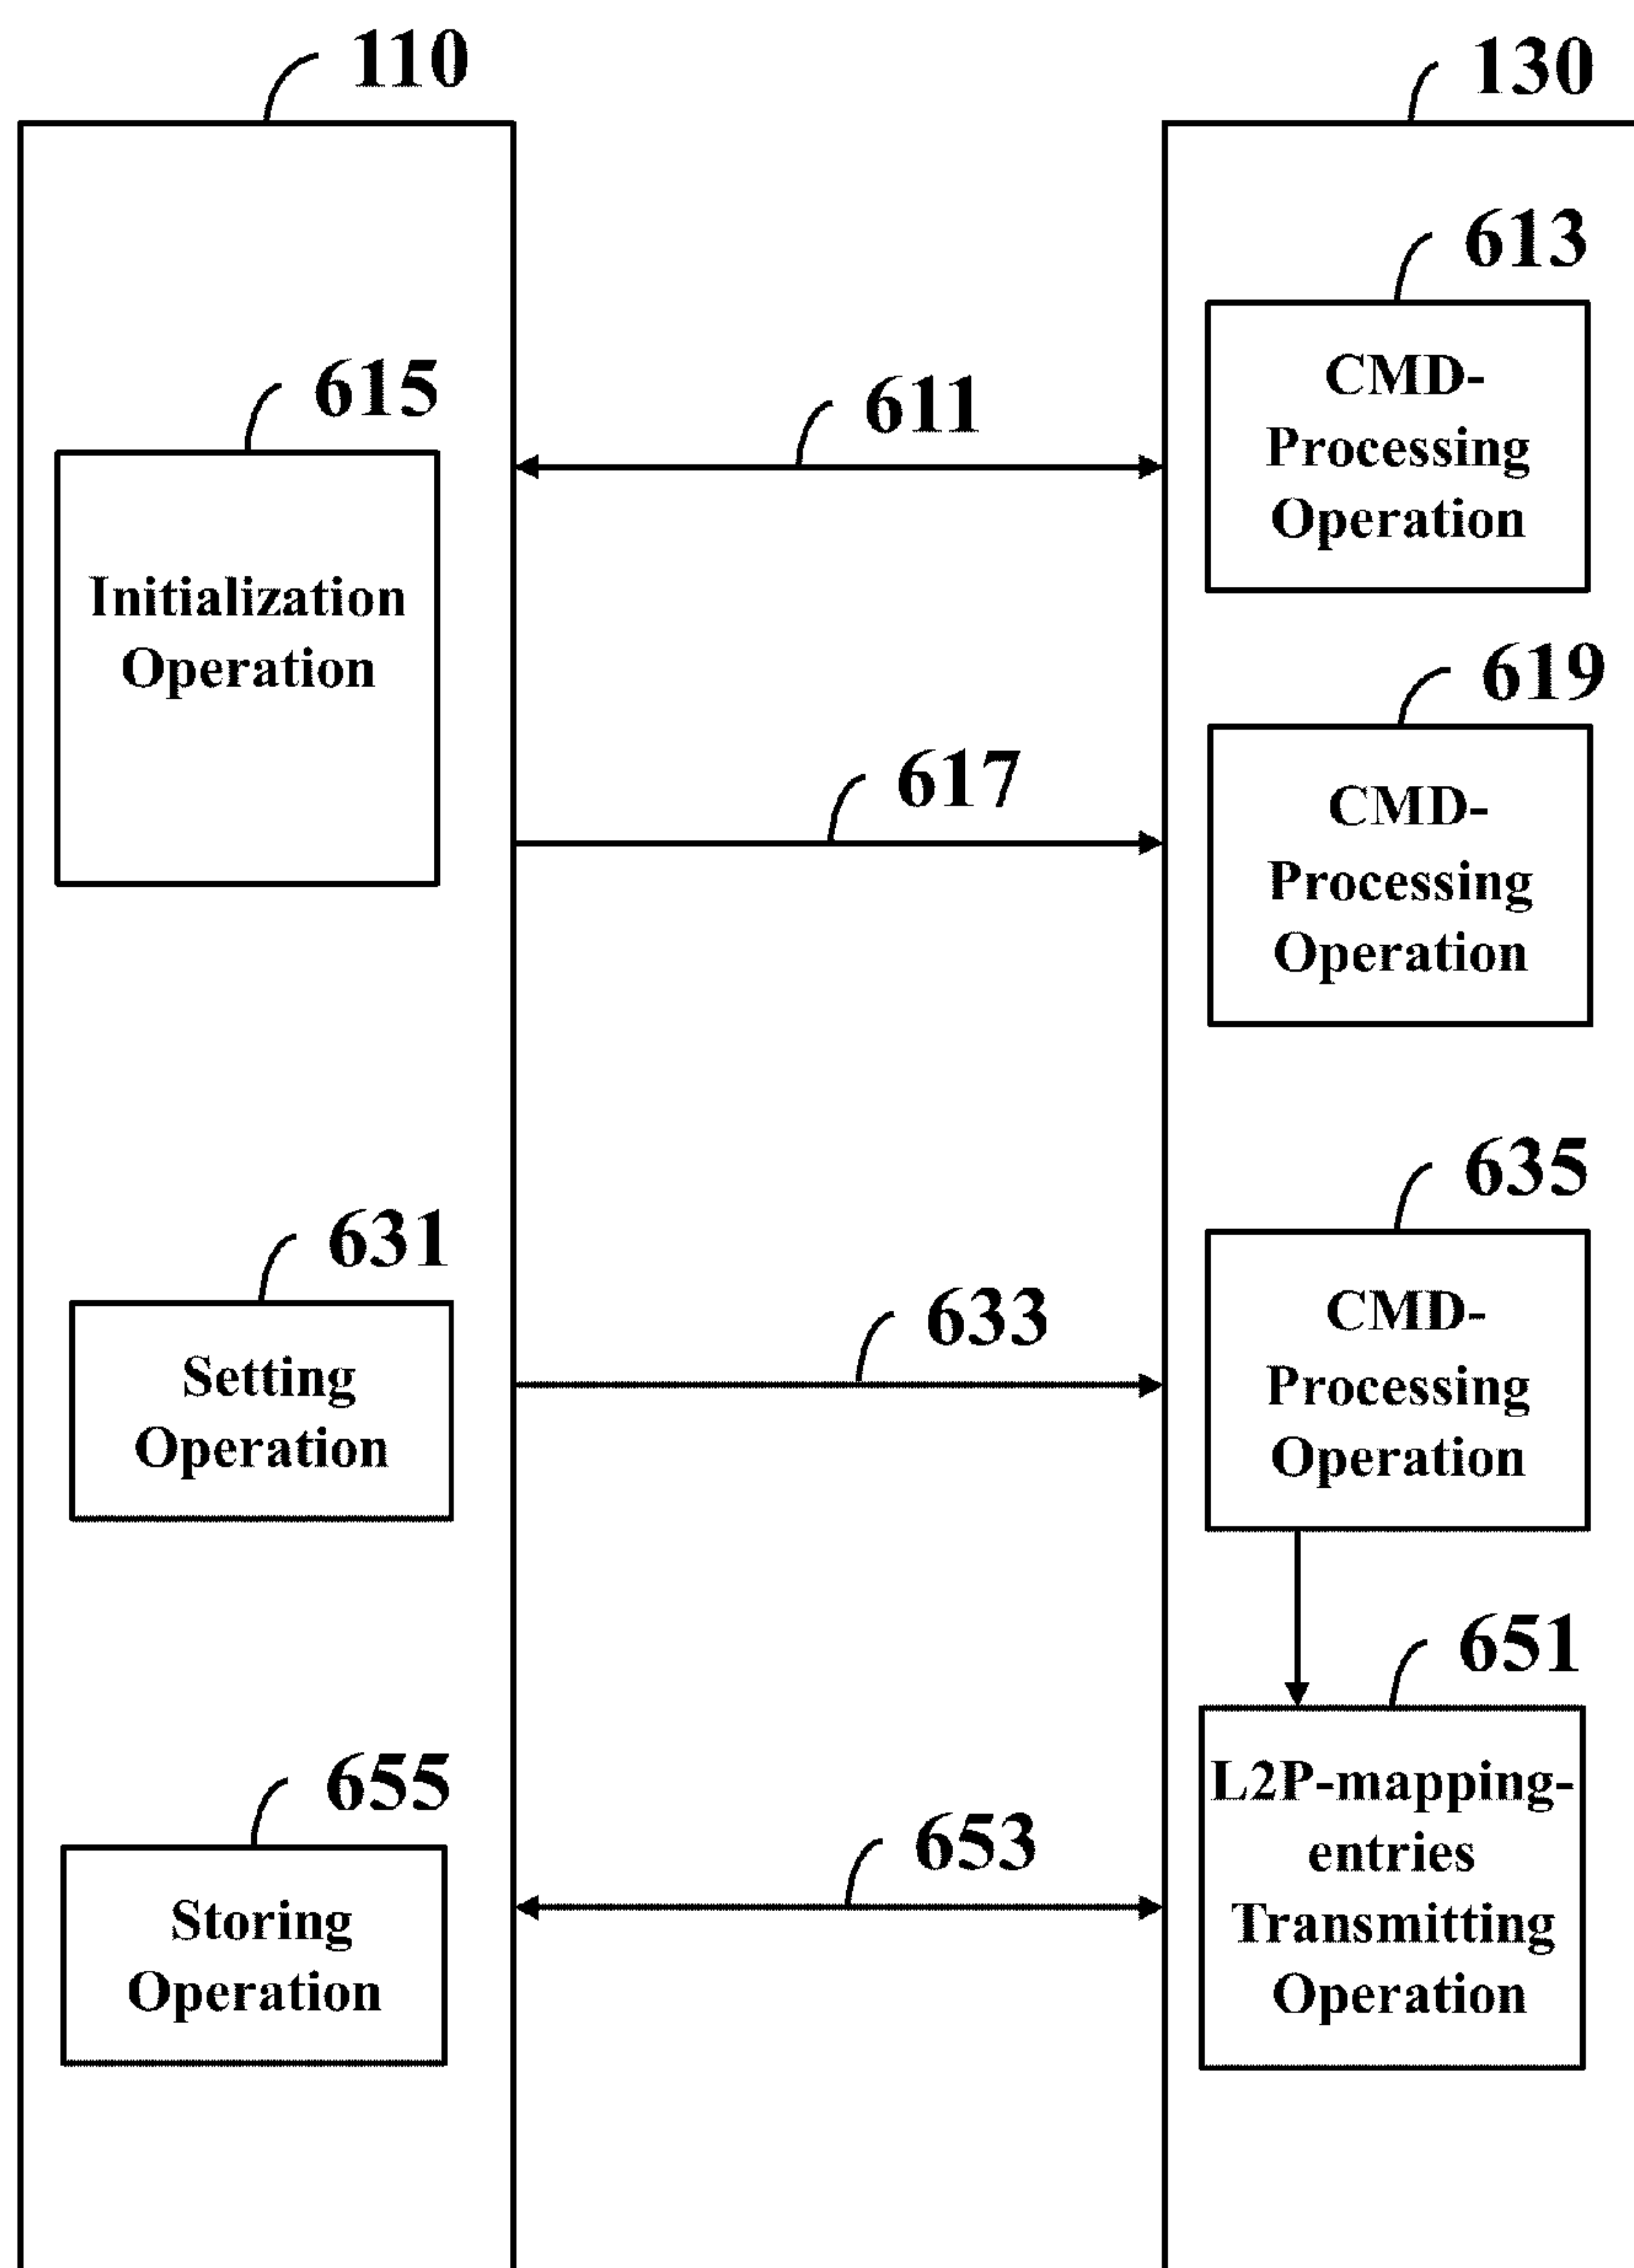 110
130
613
CMD-
Processing
Operation
615
Initialization
Operation
611
619
CMD-
Processing
Operation
617
635
CMD-
Processing
Operation
631
Setting
Operation
633
651
L2P-mapping-
entries
Transmitting
Operation
655
Storing
Operation
653